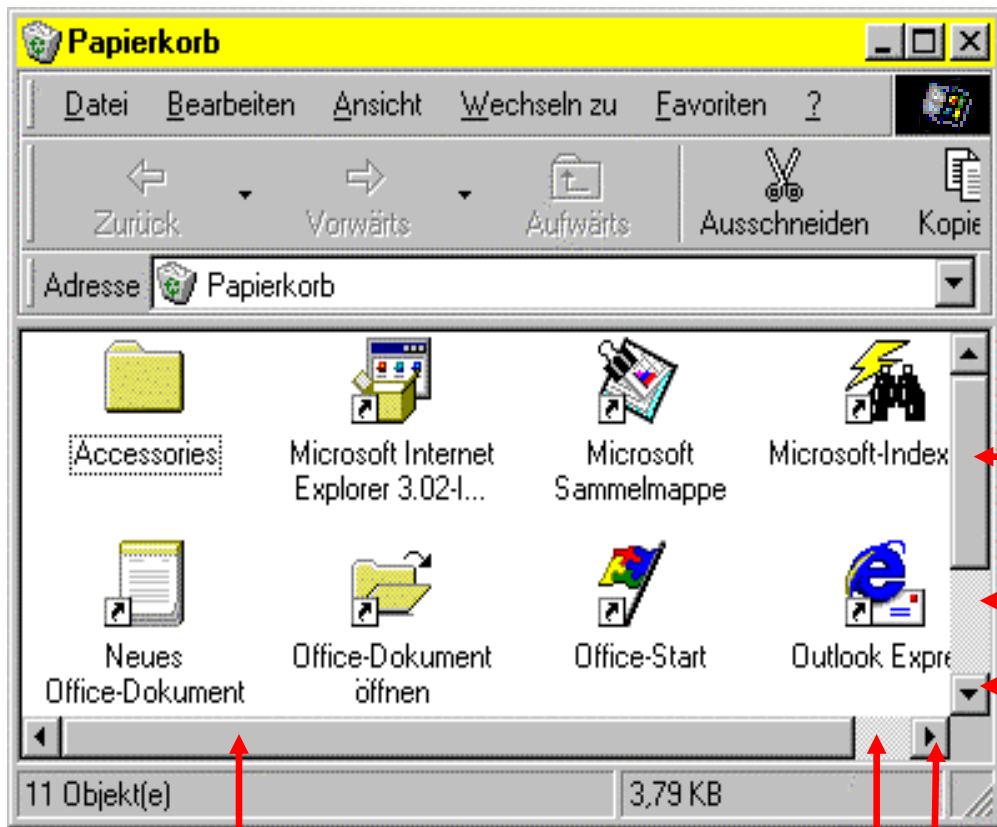 Papierkorb
Datei Bearbeiten Ansicht Wechseln zu Favoriten ?
Zurück Vorwärts Aufwärts Ausschneiden Kopie
Adresse Papierkorb
Accessories
Microsoft Internet
Explorer 3.02-I...
Microsoft
Sammelmappe
Microsoft-Index
Neues
Office-Dokument
Office-Dokument
öffnen
Office-Start
Outlook Expre
11 Objekt(e) 3,79 KB